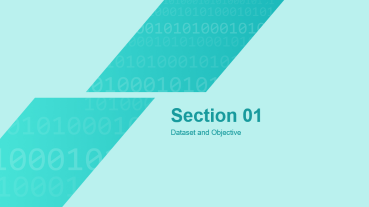 Section 01
Dataset and Objective